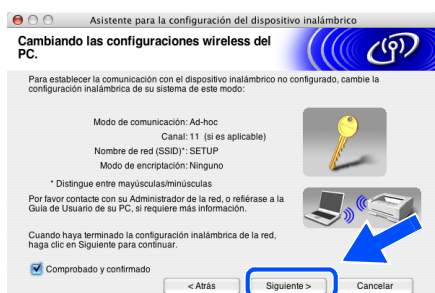 Asistente para la configuración del dispositivo inalámbrico
Cambiando las configuraciones wireless del
PC.
Para establecer la comunicación con el dispositivo inalámbrico no configurado, cambie la
configuración inalámbrica de su sistema de este modo:
Modo de comunicación: Ad-hoc
Canal: 11 (si es aplicable)
Nombre de red (SSID)*: SETUP
Modo de encriptación: Ninguno
* Distingue entre mayúsculas/minúsculas
Por favor contacte con su Administrador de la red, o refiérase a la
Guía de Usuario de su PC, si requiere más información.
Cuando haya terminado la configuración inalámbrica de la red,
haga clic en Siguiente para continuar.
Comprobado y confirmado
< Atrás Siguiente > Cancelar